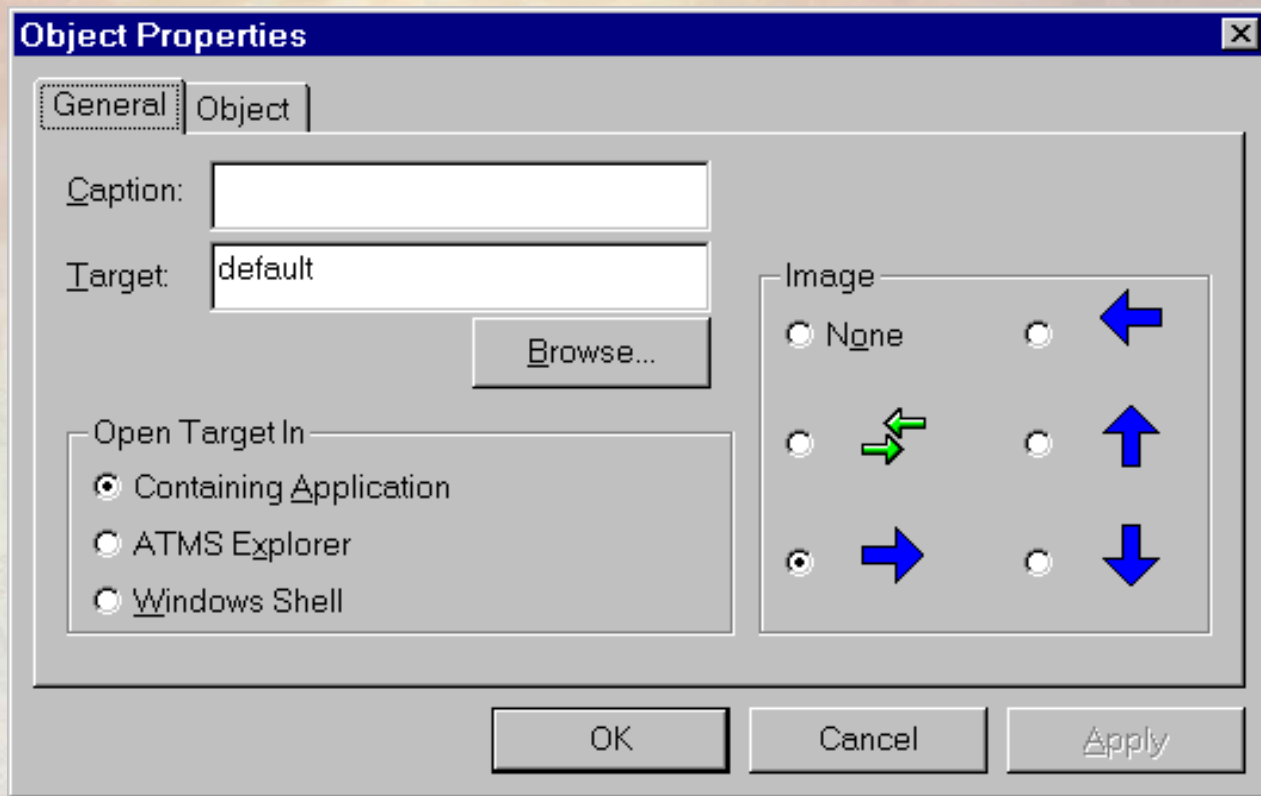 Object Properties
General
Object
Caption:
Target:
default
Browse...
Open Target In
Containing Application
ATMS Explorer
Windows Shell
Image
None
OK
Cancel
Apply